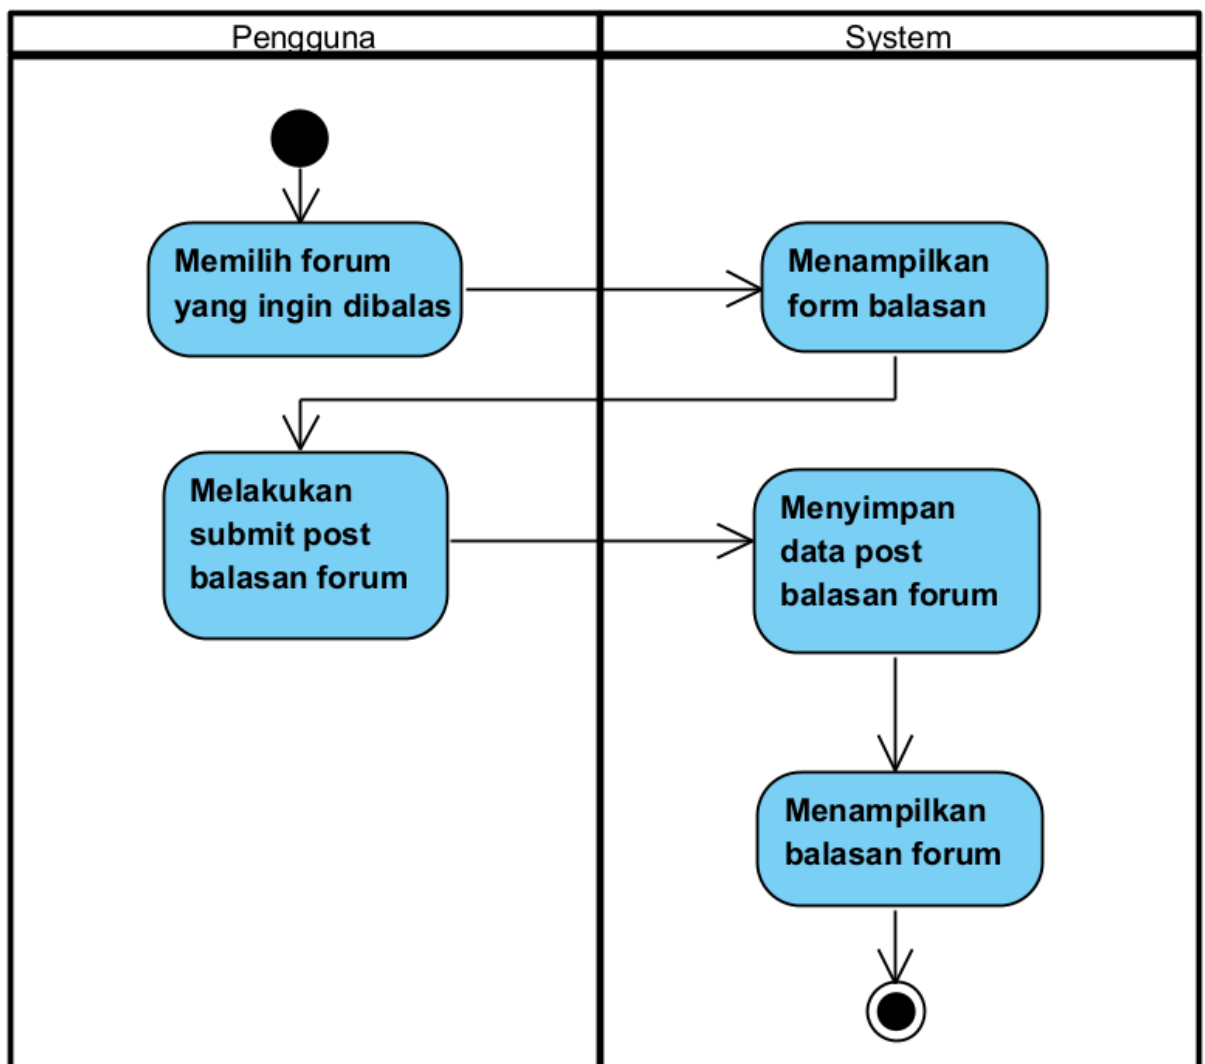 Pengguna
System
Memilih forum
yang ingin dibalas
Menampilkan
form balasan
Melakukan
submit post
balasan forum
Menyimpan
data post
balasan forum
Menampilkan
balasan forum